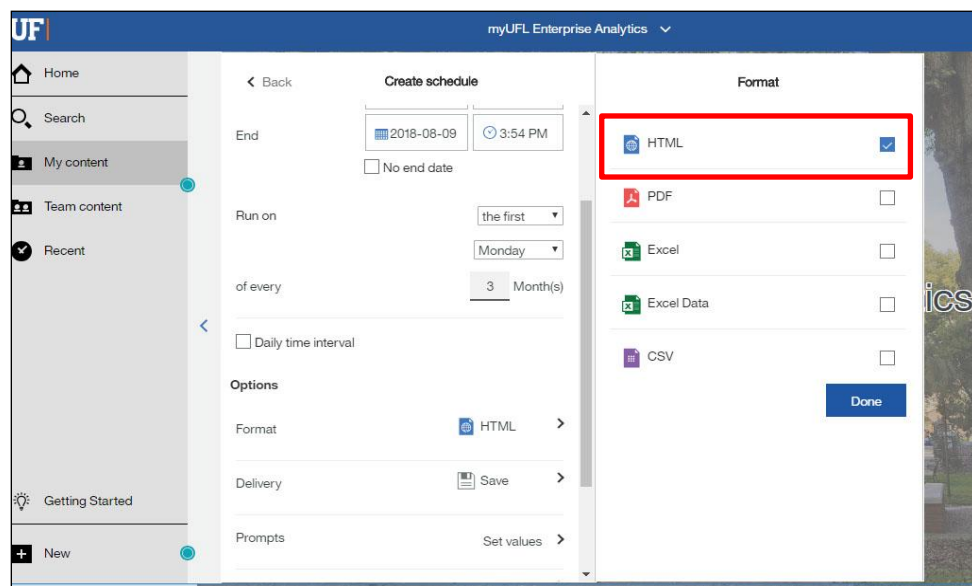 UF
myUFL Enterprise Analytics
Home
Search
My content
Team content
Recent
Getting Started
New
Back
Create schedule
End
2018-08-09
3:54 PM
No end date
Run on
the first
Monday
of every
3 Month(s)
Daily time interval
Options
Format
HTML
Delivery
Save
Prompts
Set values
Format
HTML
PDF
Excel
Excel Data
CSV
Done
ics